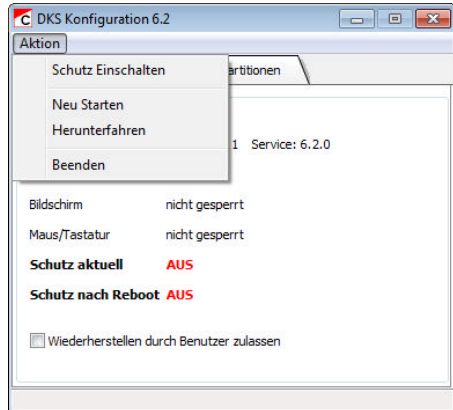 C DKS Konfiguration 6.2
Aktion
Schutz Einschalten
artitionen
Neu Starten
Herunterfahren
1 Service: 6.2.0
Beenden
Bildschirm nicht gesperrt
Maus/Tastatur nicht gesperrt
Schutz aktuell AUS
Schutz nach Reboot AUS
Wiederherstellen durch Benutzer zulassen